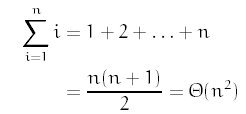 ∑_{i=1}^{n} i = 1 + 2 + … + n
= n(n + 1)/2 = Θ(n²)